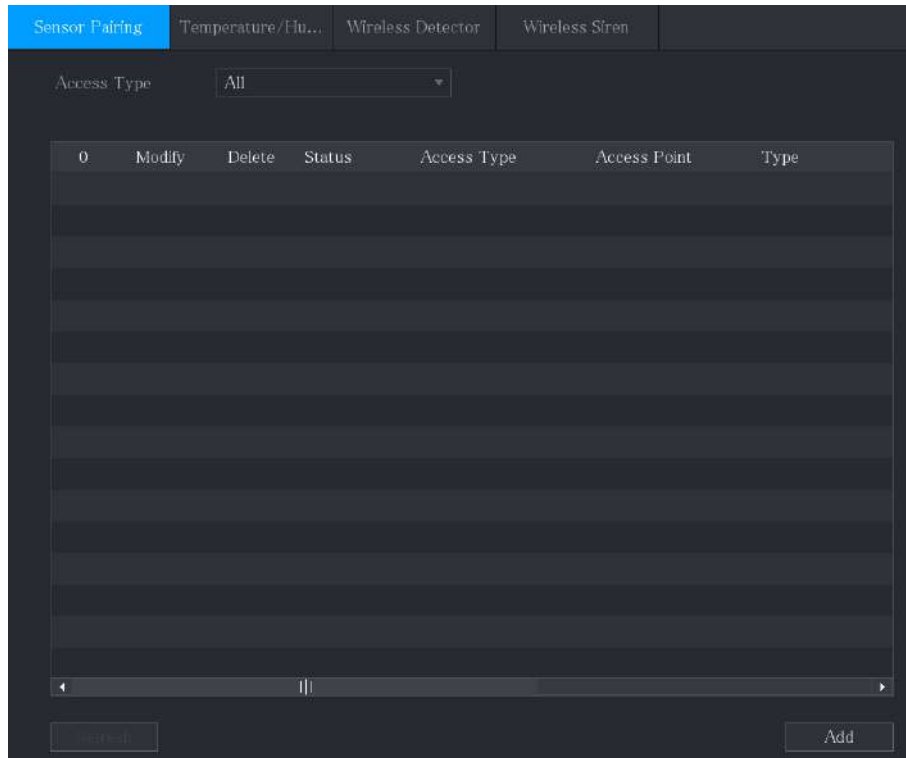 Sensor Pairing Temperature/Hu... Wireless Detector Wireless Siren
Access Type All
0 Modify Delete Status Access Type Access Point Type
Add